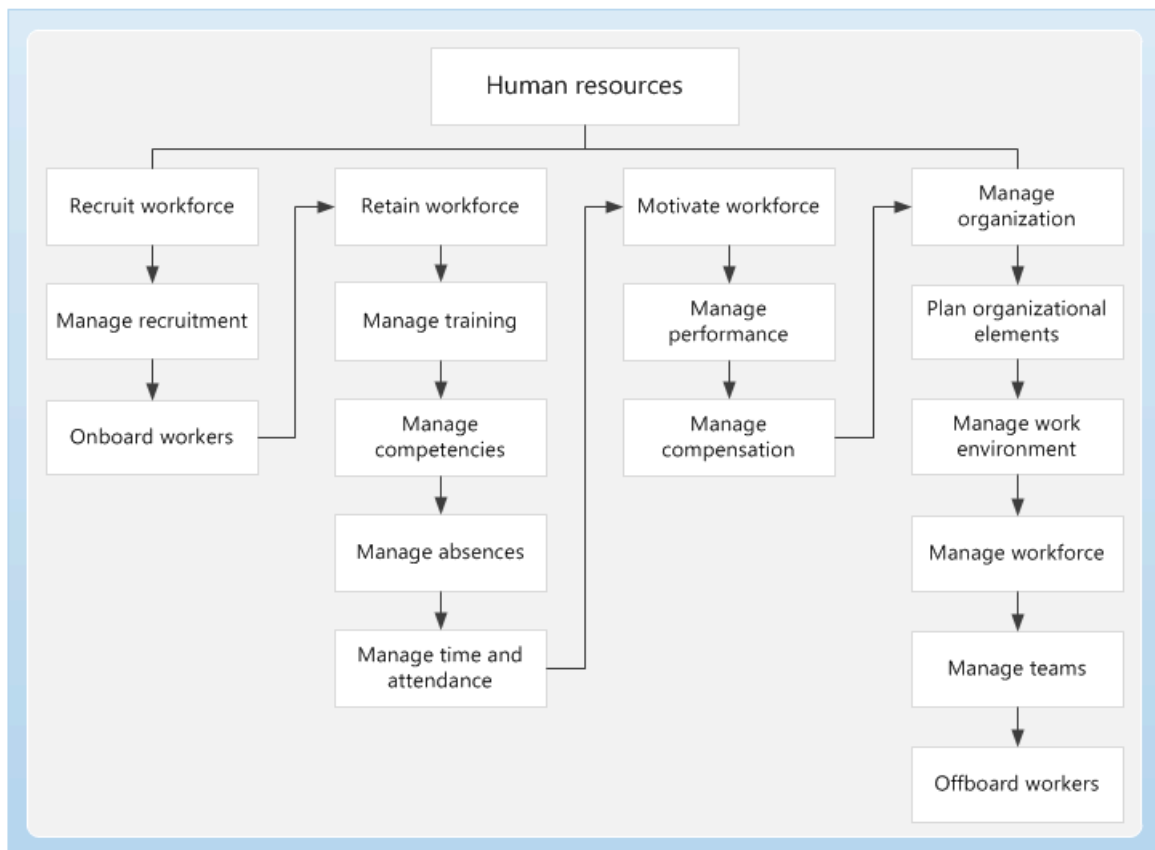 Human resources
Recruit workforce
Manage recruitment
Onboard workers
Retain workforce
Manage training
Manage
competencies
Manage absences
Manage time and
attendance
Motivate workforce
Manage
performance
Manage
compensation
Manage
organization
Plan organizational
elements
Manage work
environment
Manage workforce
Manage teams
Offboard workers